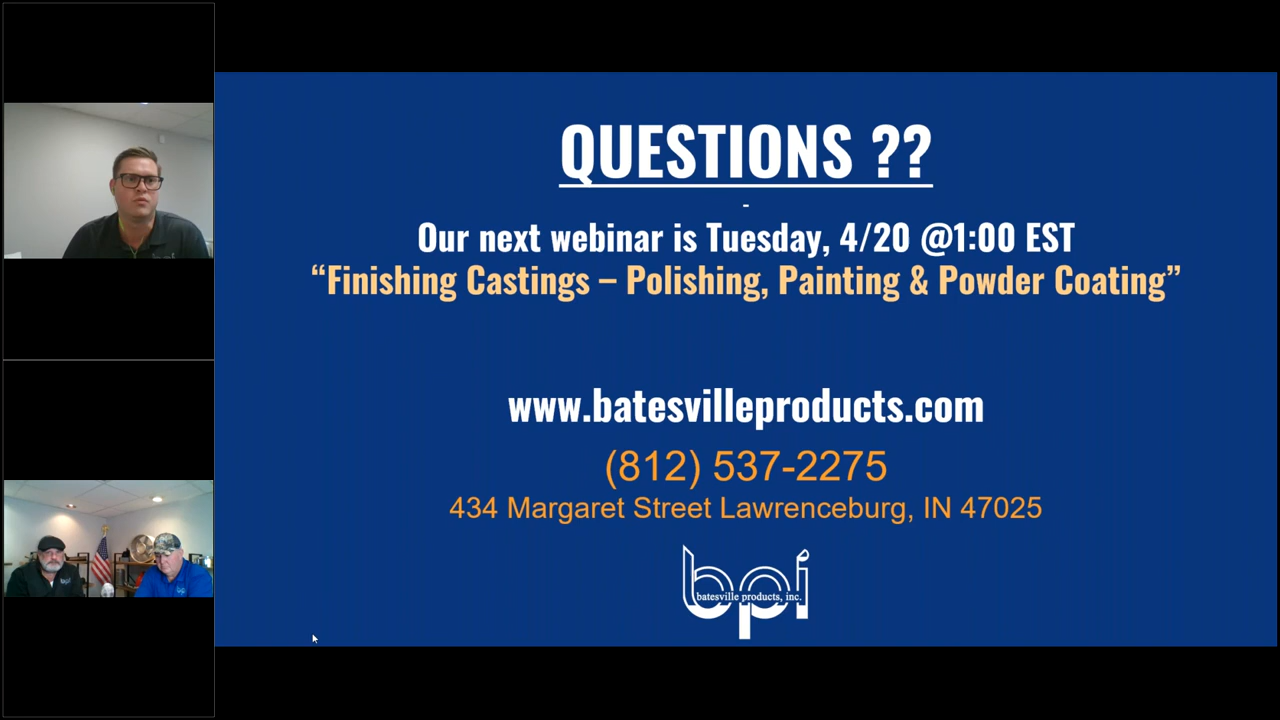 QUESTIONS ??
-
Our next webinar is Tuesday, 4/20 @1:00 EST
“Finishing Castings – Polishing, Painting & Powder Coating”
www.batesvilleproducts.com
(812) 537-2275
434 Margaret Street Lawrenceburg, IN 47025
bpi
batesville products, inc.
bpi